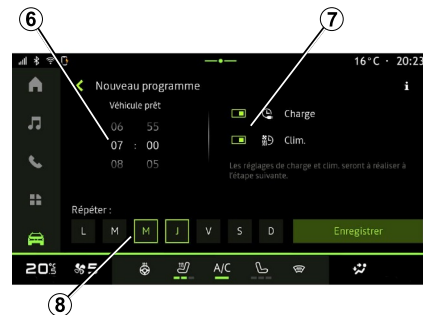 6 7
16°C · 20:23
Nouveau programme i
Véhicule prêt
06 55
07 : 00
08 05
Charge
Clim.
Les réglages de charge et clim. seront à réaliser à
l'étape suivante.
Répéter :
L M M J V S D Enregistrer
20 5 A/C
8